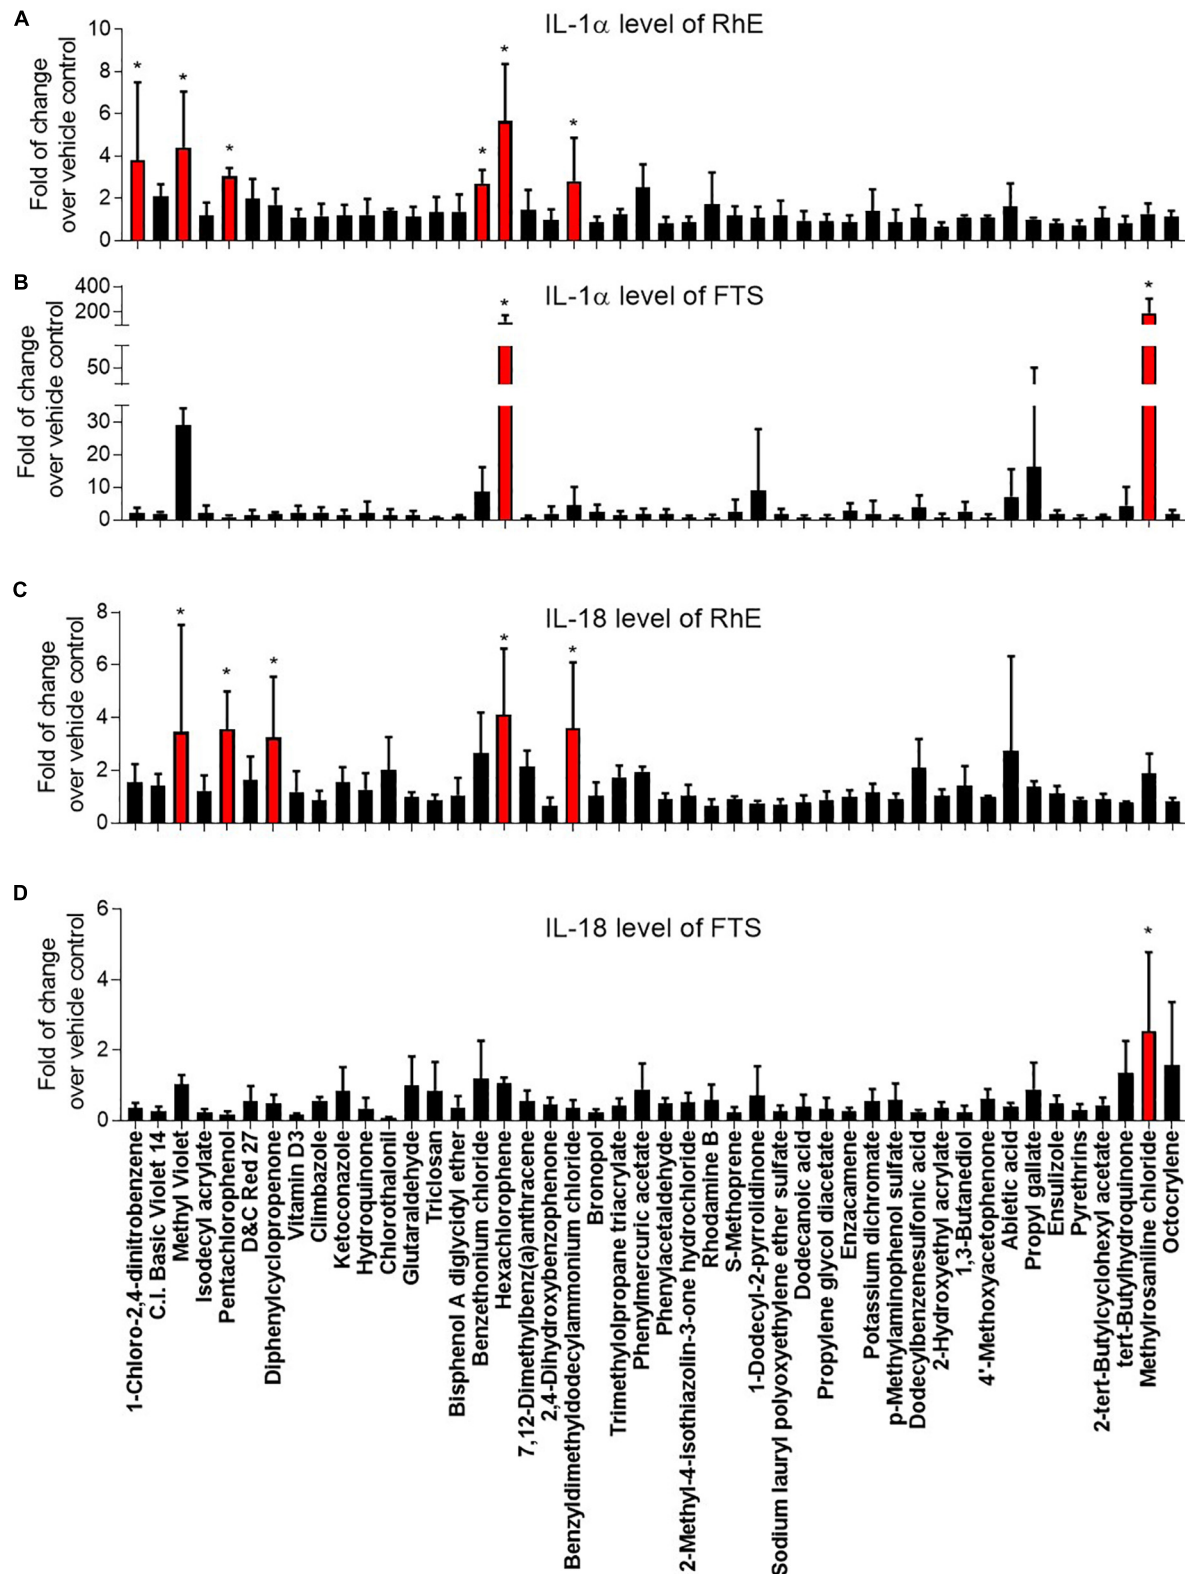 A
IL-1α level of RhE
Fold of change
over vehicle control
10
8
6
4
2
0
* * * * * *
B
IL-1α level of FTS
Fold of change
over vehicle control
400
200
50
30
20
10
0
* *
C
IL-18 level of RhE
Fold of change
over vehicle control
8
6
4
2
0
* * * * *
D
IL-18 level of FTS
Fold of change
over vehicle control
6
4
2
0
*
1-Chloro-2,4-dinitrobenzene
C.I. Basic Violet 14
Methyl Violet
Isodecyl acrylate
Pentachlorophenol
D&C Red 27
Diphenylcyclopropenone
Vitamin D3
Climbazole
Ketoconazole
Hydroquinone
Chlorothalonil
Glutaraldehyde
Triclosan
Bisphenol A diglycidyl ether
Benzethonium chloride
Hexachlorophene
7,12-Dimethylbenz(a)anthracene
2,4-Dihydroxybenzophenone
Benzyldimethyldodecylammonium chloride
Bronopol
Trimethylolpropane triacrylate
Phenylmercuric acetate
Phenylacetaldehyde
2-Methyl-4-isothiazolin-3-one hydrochloride
Rhodamine B
S-Methoprene
1-Dodecyl-2-pyrrolidinone
Sodium lauryl polyoxyethylene ether sulfate
Dodecanoic acid
Propylene glycol diacetate
Enzacamene
Potassium dichromate
p-Methylaminophenol sulfate
Dodecylbenzenesulfonic acid
2-Hydroxyethyl acrylate
1,3-Butanediol
4'-Methoxyacetophenone
Abietic acid
Propyl gallate
Ensulizole
Pyrethrins
2-tert-Butylcyclohexyl acetate
tert-Butylhydroquinone
Methylrosaniline chloride
Octocrylene